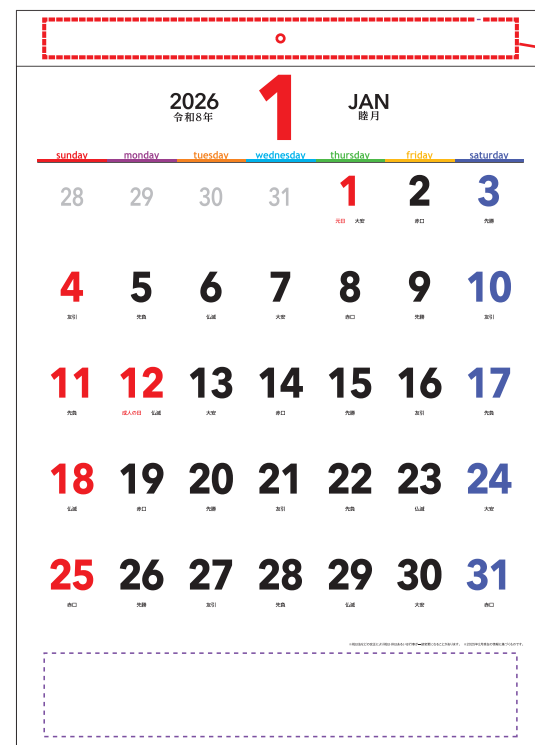 2026
令和8年
1
JAN
睦月
sunday monday tuesday wednesday thursday friday saturday
28 29 30 31 1 2 3
元日 大安 赤口 先勝
4 5 6 7 8 9 10
友引 先負 仏滅 大安 赤口 先勝 友引
11 12 13 14 15 16 17
先負 成人の日 仏滅 大安 赤口 先勝 友引 先負
18 19 20 21 22 23 24
仏滅 赤口 先勝 友引 先負 仏滅 大安
25 26 27 28 29 30 31
赤口 先勝 友引 先負 仏滅 大安 赤口